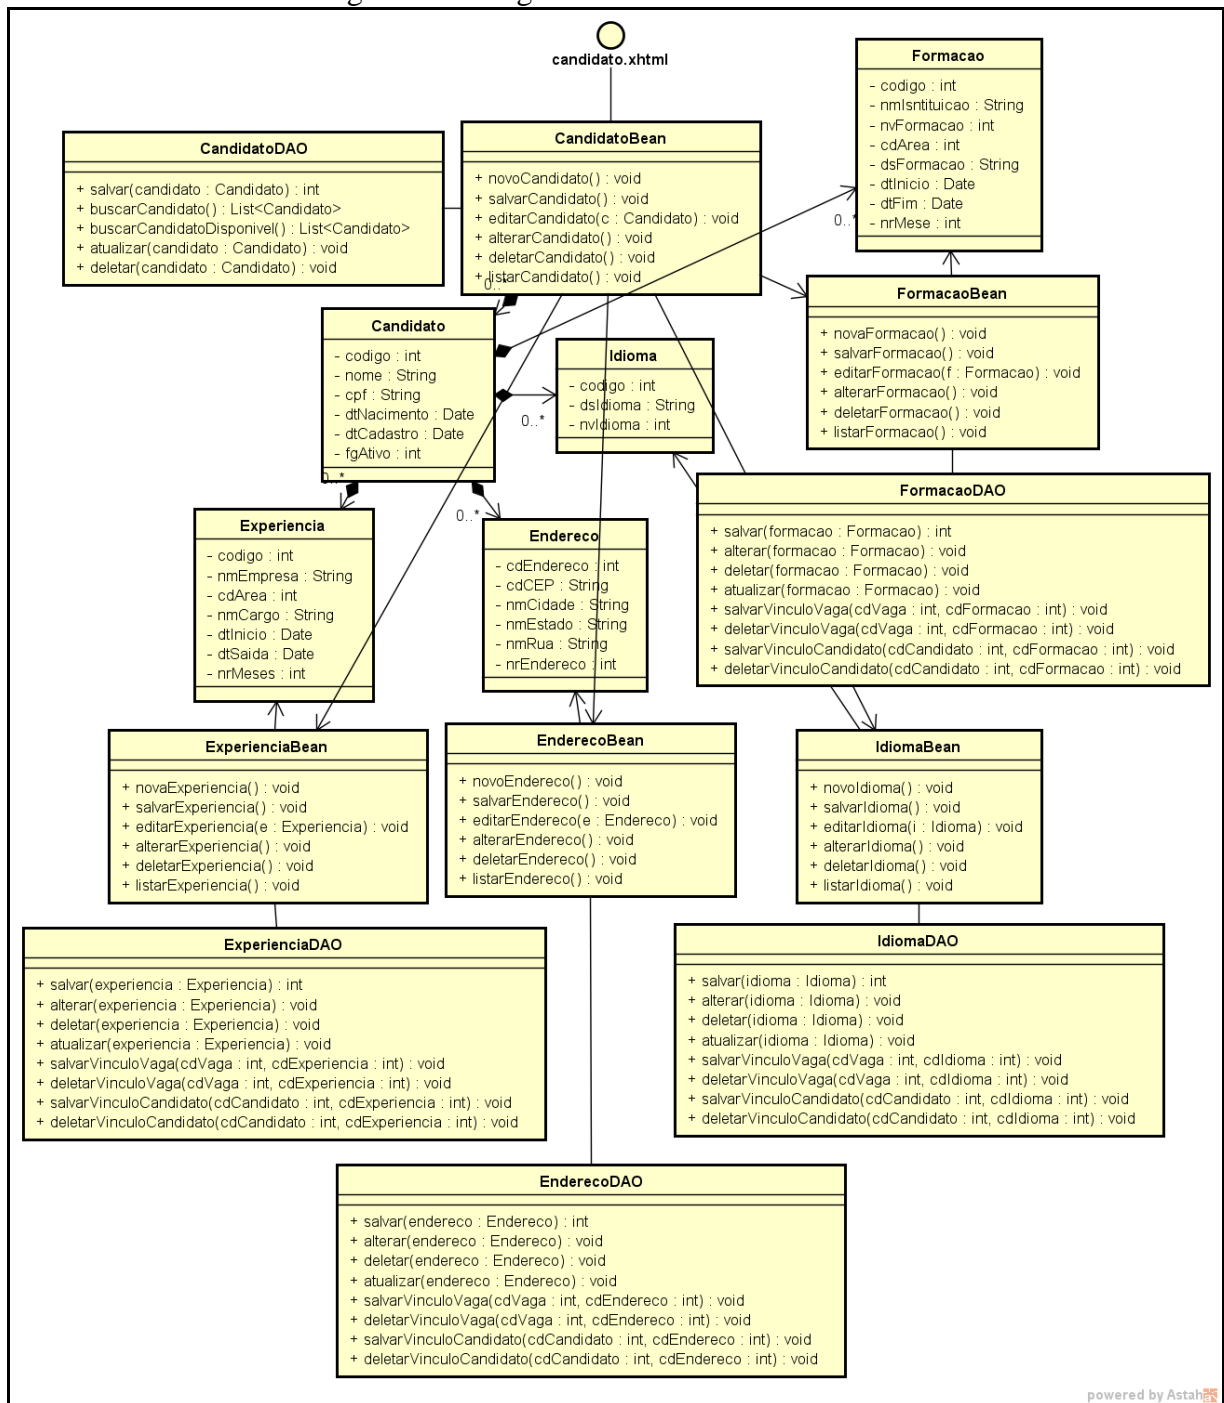 candidato.xhtml
Formacao
- codigo : int
- nmIsntituicao : String
- nvFormacao : int
- cdArea : int
- dsFormacao : String
- dtInicio : Date
- dtFim : Date
- nrMese : int
CandidatoBean
+ novoCandidato() : void
+ salvarCandidato() : void
+ editarCandidato(c : Candidato) : void
+ alterarCandidato() : void
+ deletarCandidato() : void
+ listarCandidato() : void
CandidatoDAO
+ salvar(candidato : Candidato) : int
+ buscarCandidato() : List<Candidato>
+ buscarCandidatoDisponivel() : List<Candidato>
+ atualizar(candidato : Candidato) : void
+ deletar(candidato : Candidato) : void
0..*
0..*
FormacaoBean
+ novaFormacao() : void
+ salvarFormacao() : void
+ editarFormacao(f : Formacao) : void
+ alterarFormacao() : void
+ deletarFormacao() : void
+ listarFormacao() : void
Candidato
- codigo : int
- nome : String
- cpf : String
- dtNacimento : Date
- dtCadastro : Date
- fgAtivo : int
Idioma
- codigo : int
- dsIdioma : String
- nvIdioma : int
0..*
0..*
0..*
FormacaoDAO
+ salvar(formacao : Formacao) : int
+ alterar(formacao : Formacao) : void
+ deletar(formacao : Formacao) : void
+ atualizar(formacao : Formacao) : void
+ salvarVinculoVaga(cdVaga : int, cdFormacao : int) : void
+ deletarVinculoVaga(cdVaga : int, cdFormacao : int) : void
+ salvarVinculoCandidato(cdCandidato : int, cdFormacao : int) : void
+ deletarVinculoCandidato(cdCandidato : int, cdFormacao : int) : void
Experiencia
- codigo : int
- nmEmpresa : String
- cdArea : int
- nmCargo : String
- dtInicio : Date
- dtSaida : Date
- nrMeses : int
Endereco
- cdEndereco : int
- cdCEP : String
- nmCidade : String
- nmEstado : String
- nmRua : String
- nrEndereco : int
ExperienciaBean
+ novaExperiencia() : void
+ salvarExperiencia() : void
+ editarExperiencia(e : Experiencia) : void
+ alterarExperiencia() : void
+ deletarExperiencia() : void
+ listarExperiencia() : void
EnderecoBean
+ novoEndereco() : void
+ salvarEndereco() : void
+ editarEndereco(e : Endereco) : void
+ alterarEndereco() : void
+ deletarEndereco() : void
+ listarEndereco() : void
IdiomaBean
+ novoIdioma() : void
+ salvarIdioma() : void
+ editarIdioma(i : Idioma) : void
+ alterarIdioma() : void
+ deletarIdioma() : void
+ listarIdioma() : void
ExperienciaDAO
+ salvar(experiencia : Experiencia) : int
+ alterar(experiencia : Experiencia) : void
+ deletar(experiencia : Experiencia) : void
+ atualizar(experiencia : Experiencia) : void
+ salvarVinculoVaga(cdVaga : int, cdExperiencia : int) : void
+ deletarVinculoVaga(cdVaga : int, cdExperiencia : int) : void
+ salvarVinculoCandidato(cdCandidato : int, cdExperiencia : int) : void
+ deletarVinculoCandidato(cdCandidato : int, cdExperiencia : int) : void
IdiomaDAO
+ salvar(idioma : Idioma) : int
+ alterar(idioma : Idioma) : void
+ deletar(idioma : Idioma) : void
+ atualizar(idioma : Idioma) : void
+ salvarVinculoVaga(cdVaga : int, cdIdioma : int) : void
+ deletarVinculoVaga(cdVaga : int, cdIdioma : int) : void
+ salvarVinculoCandidato(cdCandidato : int, cdIdioma : int) : void
+ deletarVinculoCandidato(cdCandidato : int, cdIdioma : int) : void
EnderecoDAO
+ salvar(endereco : Endereco) : int
+ alterar(endereco : Endereco) : void
+ deletar(endereco : Endereco) : void
+ atualizar(endereco : Endereco) : void
+ salvarVinculoVaga(cdVaga : int, cdEndereco : int) : void
+ deletarVinculoVaga(cdVaga : int, cdEndereco : int) : void
+ salvarVinculoCandidato(cdCandidato : int, cdEndereco : int) : void
+ deletarVinculoCandidato(cdCandidato : int, cdEndereco : int) : void
powered by Astah